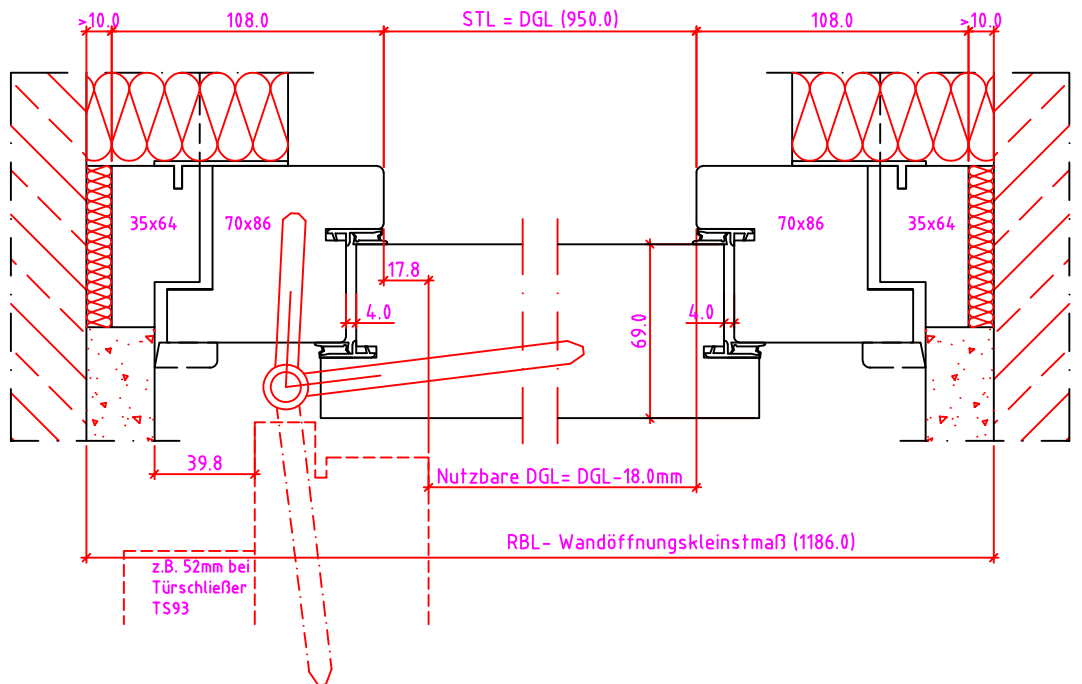 >10.0
108.0
STL = DGL (950.0)
108.0
>10.0
35x64
70x86
70x86
35x64
17.8
4.0
69.0
4.0
39.8
Nutzbare DGL= DGL-18.0mm
RBL- Wandöffnungskleinstmaß (1186.0)
z.B. 52mm bei
Türschließer
TS93